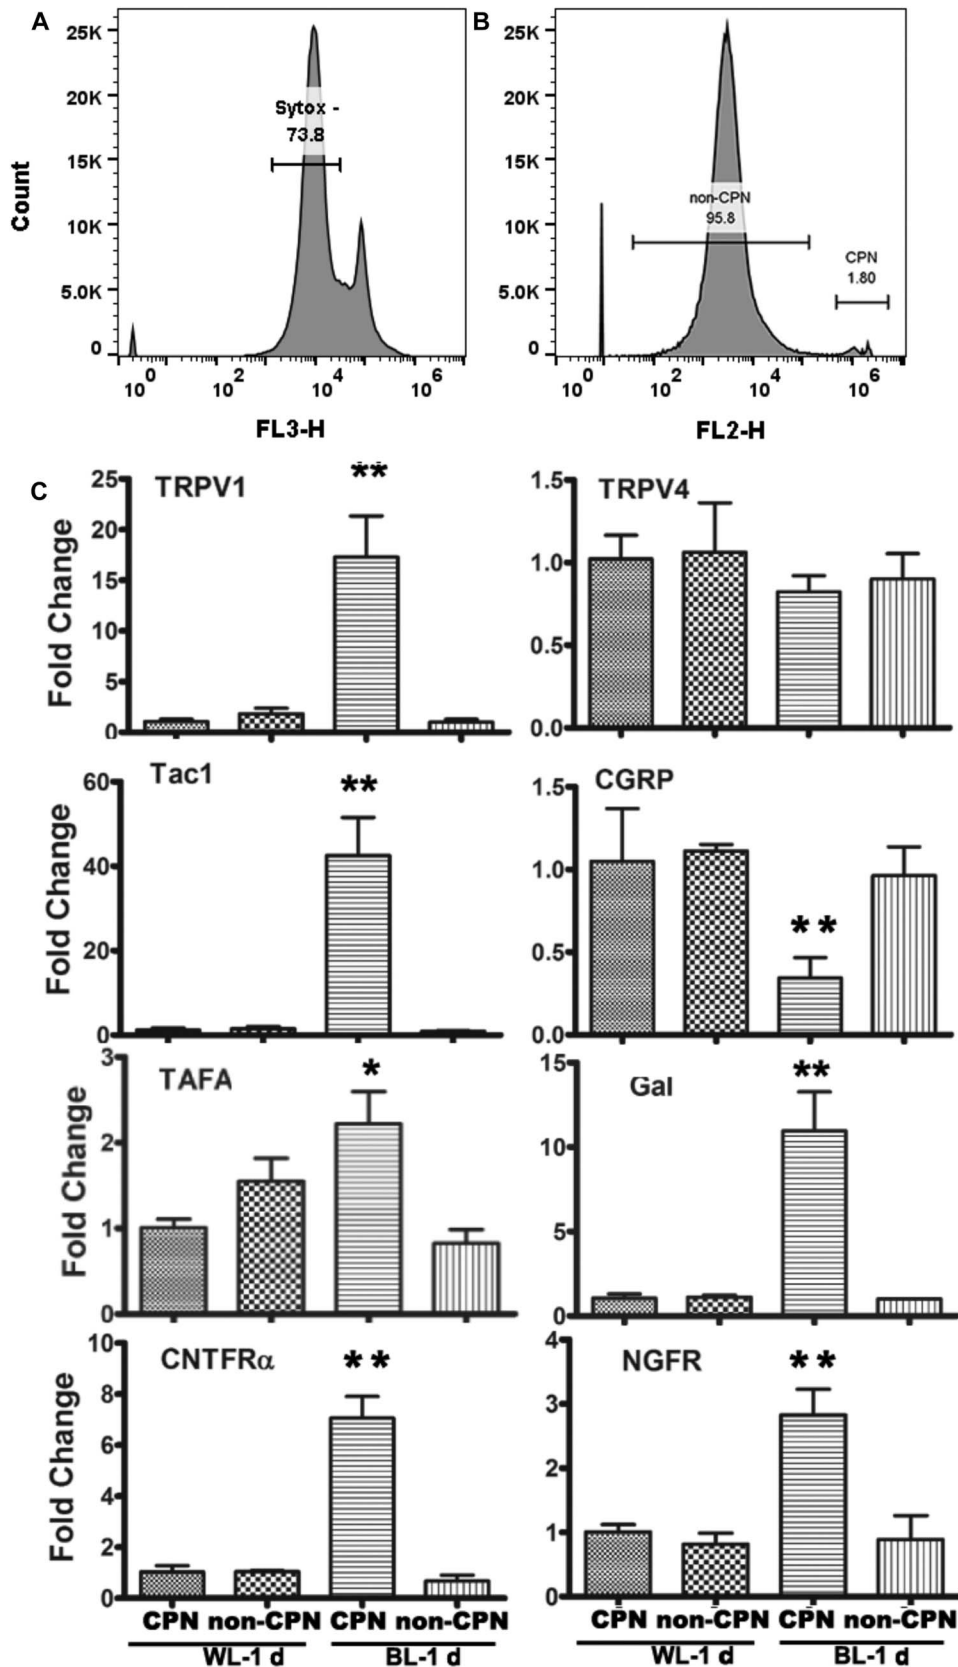 A
B
25K
20K
15K
10K
5.0K
0
Count
Sytox -
73.8
10^0
10^2
10^4
10^6
FL3-H
25K
20K
15K
10K
5.0K
0
non-CPN
95.8
CPN
1.80
10^0
10^2
10^4
10^6
FL2-H
C
Fold Change
25
20
15
10
5
0
TRPV1
**
1.5
1.0
0.5
0.0
TRPV4
Fold Change
60
40
20
0
Tac1
**
1.5
1.0
0.5
0.0
CGRP
**
Fold Change
3
2
1
0
TAFA
*
15
10
5
0
Gal
**
Fold Change
10
8
6
4
2
0
CNTFRα
**
4
3
2
1
0
NGFR
**
CPN non-CPN CPN non-CPN
WL-1 d BL-1 d
CPN non-CPN CPN non-CPN
WL-1 d BL-1 d